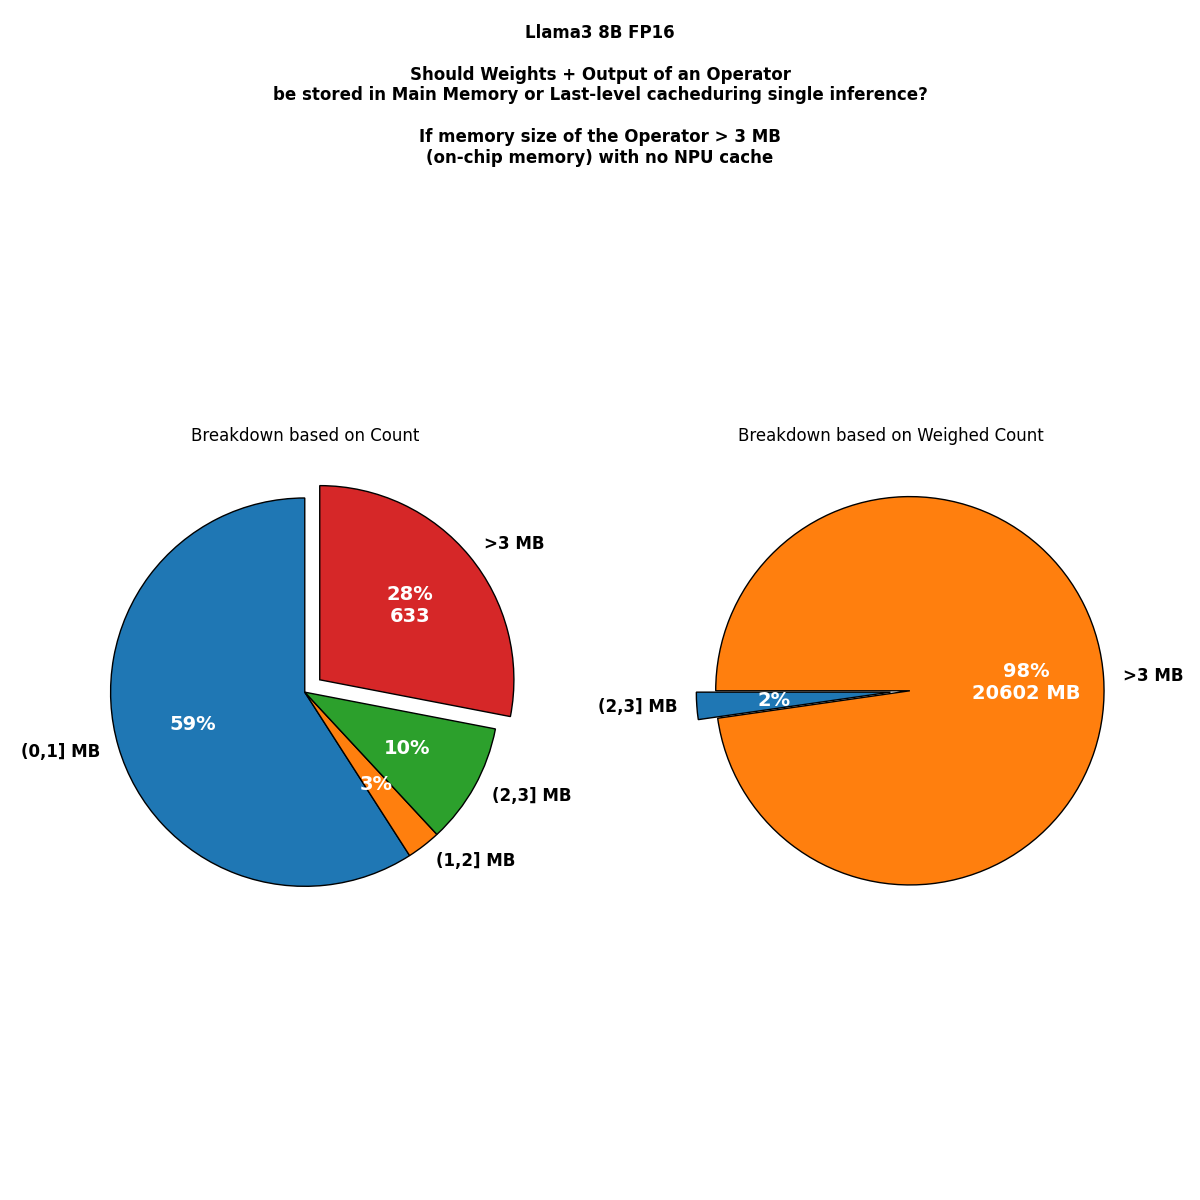 Llama3 8B FP16
Should Weights + Output of an Operator
be stored in Main Memory or Last-level cacheduring single inference?
If memory size of the Operator > 3 MB
(on-chip memory) with no NPU cache
Breakdown based on Count
>3 MB
28%
633
59%
(0,1] MB
10%
3%
(2,3] MB
(1,2] MB
Breakdown based on Weighed Count
98%
20602 MB
>3 MB
(2,3] MB
2%